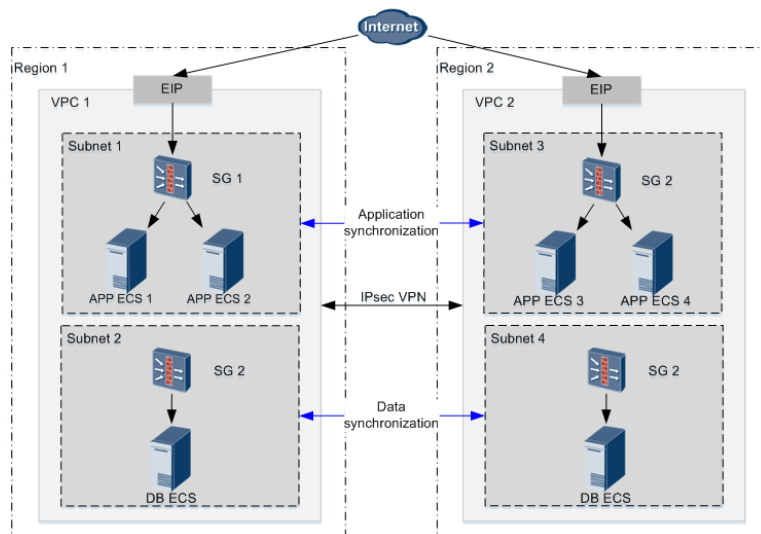 Internet
Region 1
EIP
VPC 1
Subnet 1
SG 1
APP ECS 1
APP ECS 2
Subnet 2
SG 2
DB ECS
Application
synchronization
IPsec VPN
Data
synchronization
Region 2
EIP
VPC 2
Subnet 3
SG 2
APP ECS 3
APP ECS 4
Subnet 4
SG 2
DB ECS